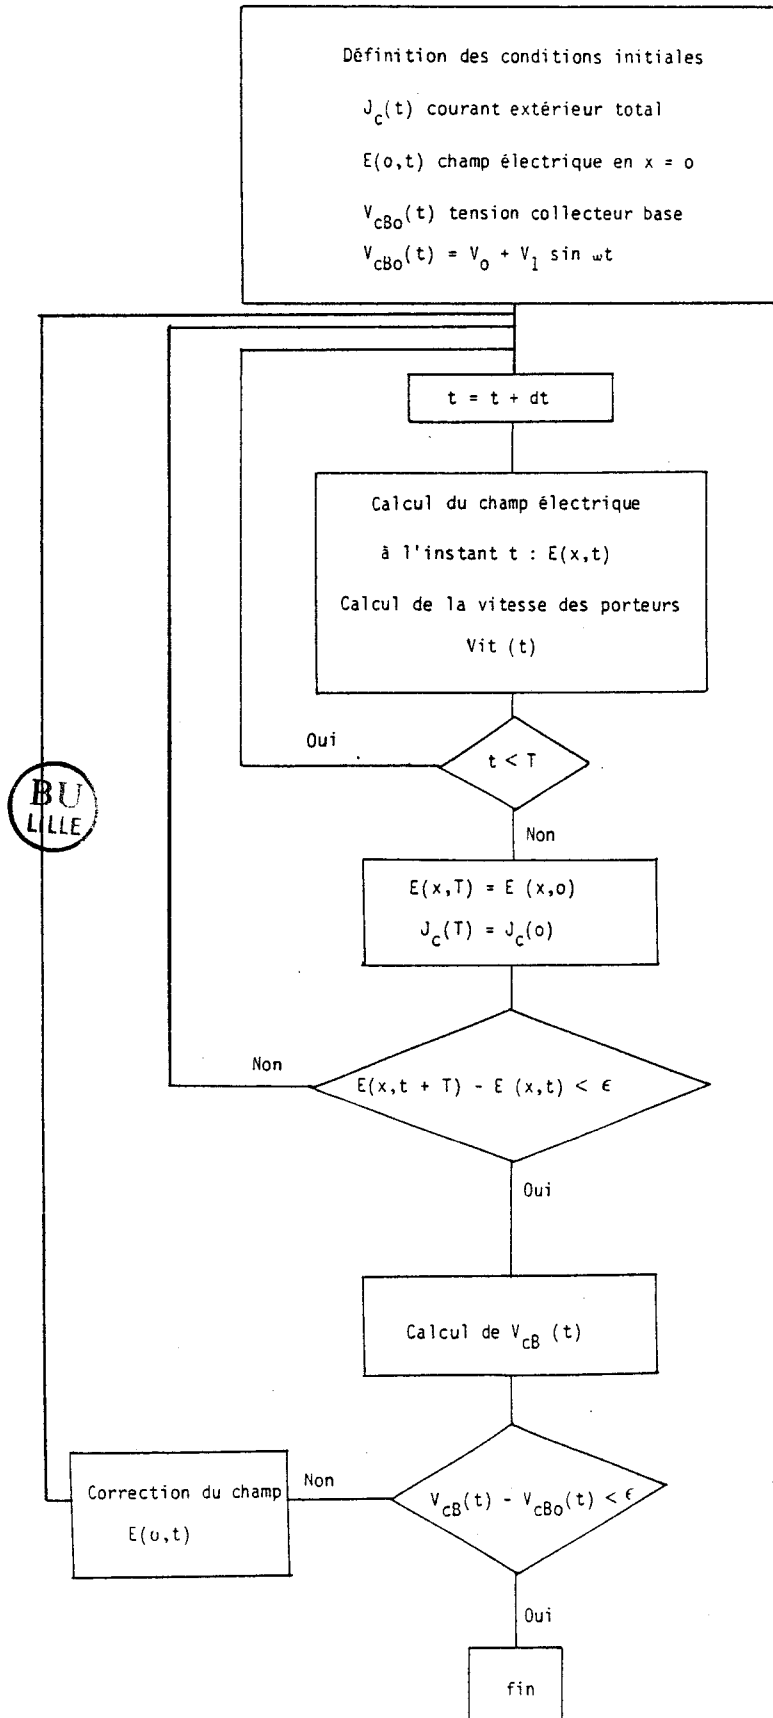 Définition des conditions initiales
J_c(t) courant extérieur total
E(o,t) champ électrique en x = o
V_cBo(t) tension collecteur base
V_cBo(t) = V_o + V_1 sin ωt
t = t + dt
Calcul du champ électrique
à l'instant t : E(x,t)
Calcul de la vitesse des porteurs
Vit (t)
Oui
t < T
BU
LILLE
Non
E(x,T) = E (x,o)
J_c(T) = J_c(o)
Non
E(x,t + T) - E (x,t) < ϵ
Oui
Calcul de V_cB (t)
Correction du champ
E(o,t)
Non
V_cB(t) - V_cBo(t) < ϵ
Oui
fin